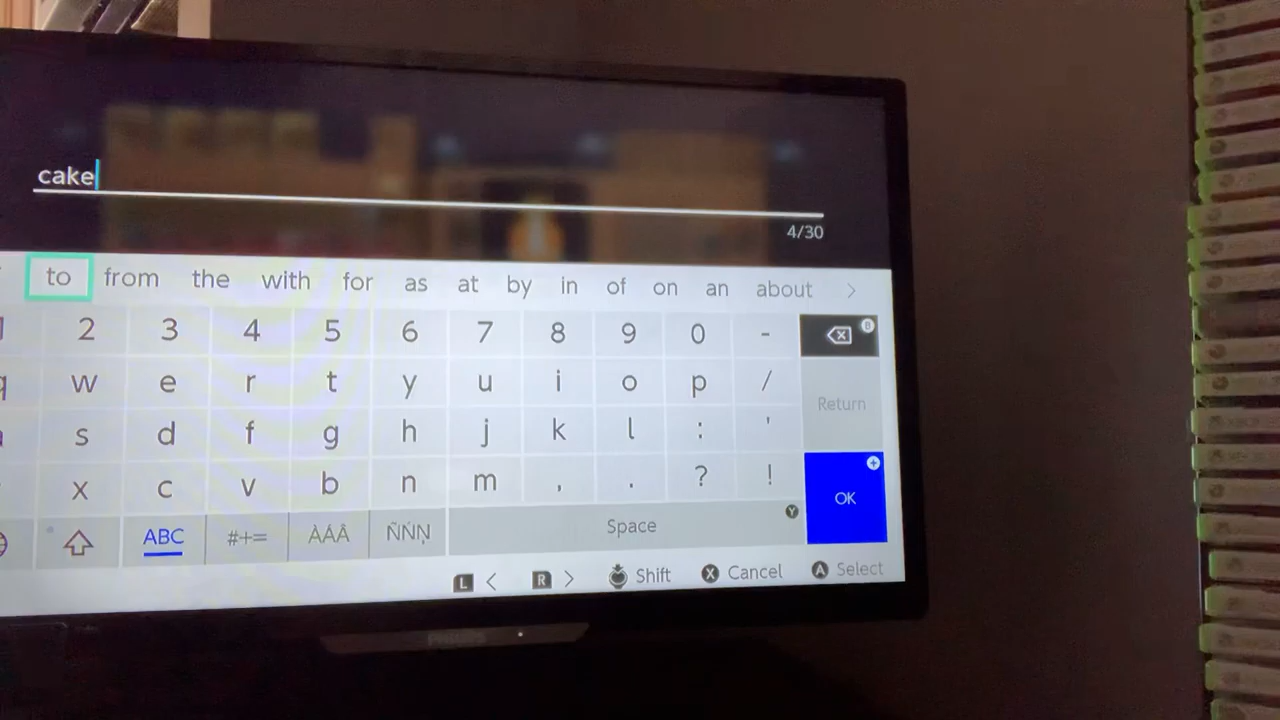 cake
4/30
to from the with for as at by in of on an about >
2 3 4 5 6 7 8 9 0 - B
w e r t y u i o p / Return
s d f g h j k l : '
x c v b n m , . ? ! + OK
ABC #+= ÀÁÂ ÑŃŅ Space Y
L < R > Shift X Cancel A Select